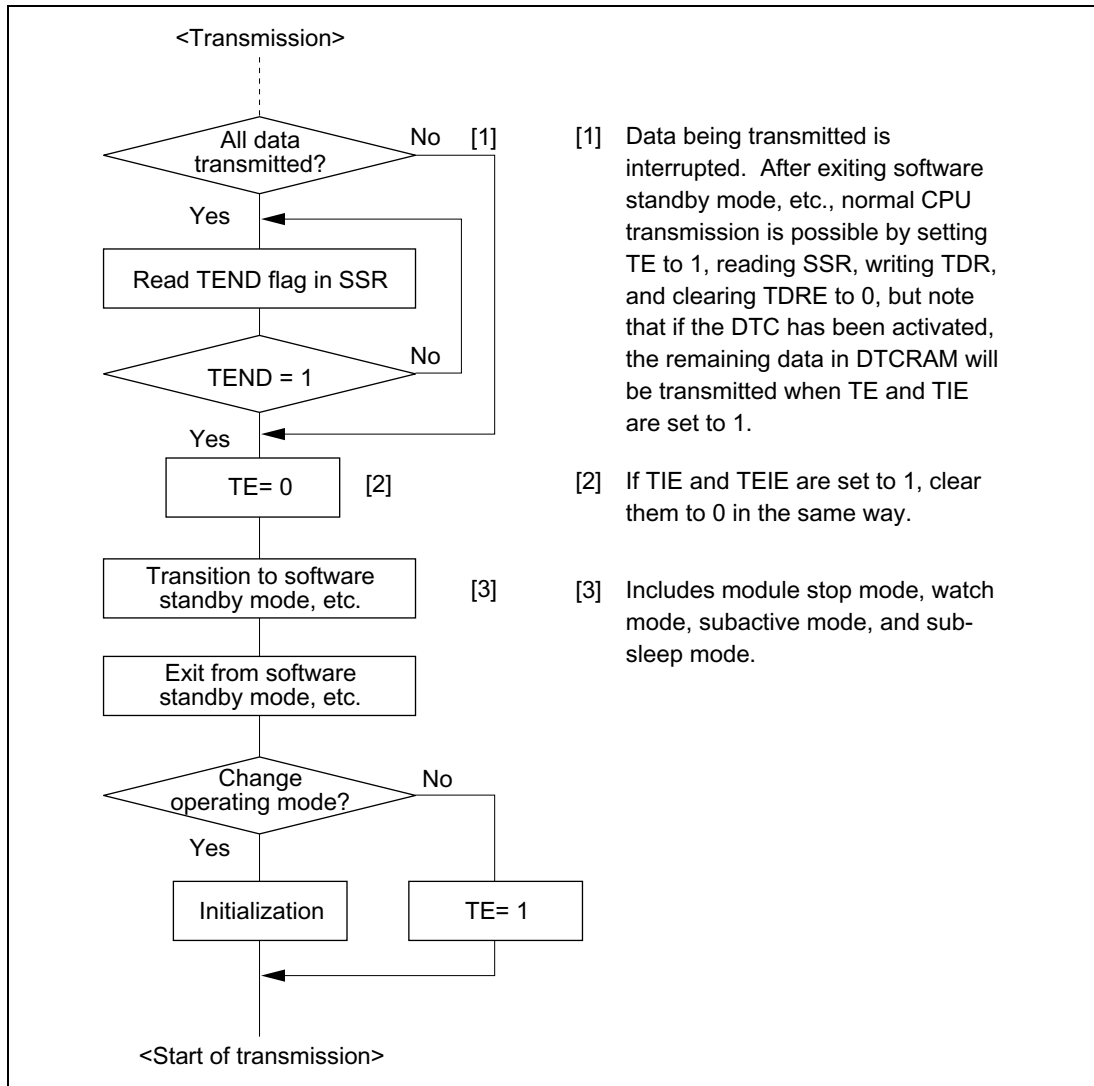 <Transmission>
All data
transmitted?
No
[1]
Yes
Read TEND flag in SSR
TEND = 1
No
Yes
TE= 0
[2]
Transition to software
standby mode, etc.
[3]
Exit from software
standby mode, etc.
Change
operating mode?
No
Yes
Initialization
TE= 1
<Start of transmission>
[1] Data being transmitted is
interrupted. After exiting software
standby mode, etc., normal CPU
transmission is possible by setting
TE to 1, reading SSR, writing TDR,
and clearing TDRE to 0, but note
that if the DTC has been activated,
the remaining data in DTCRAM will
be transmitted when TE and TIE
are set to 1.
[2] If TIE and TEIE are set to 1, clear
them to 0 in the same way.
[3] Includes module stop mode, watch
mode, subactive mode, and sub-
sleep mode.